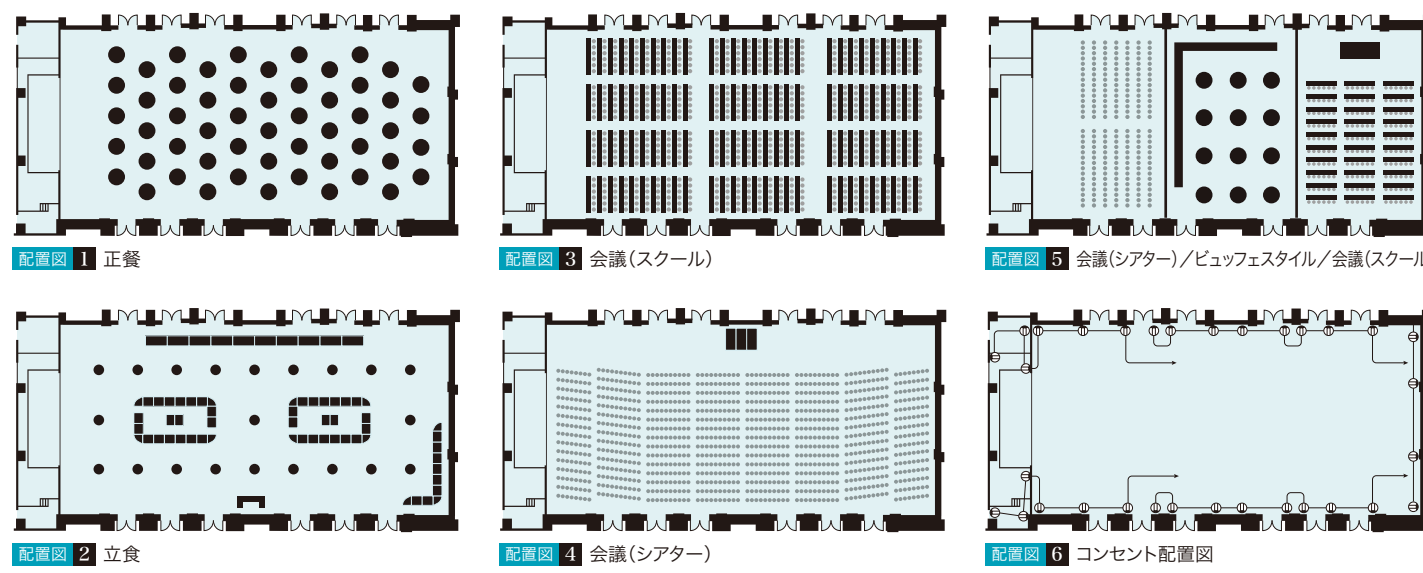 配置図 1 正餐
配置図 3 会議(スクール)
配置図 5 会議(シアター)/ビュッフェスタイル/会議(スクール
配置図 2 立食
配置図 4 会議(シアター)
配置図 6 コンセント配置図